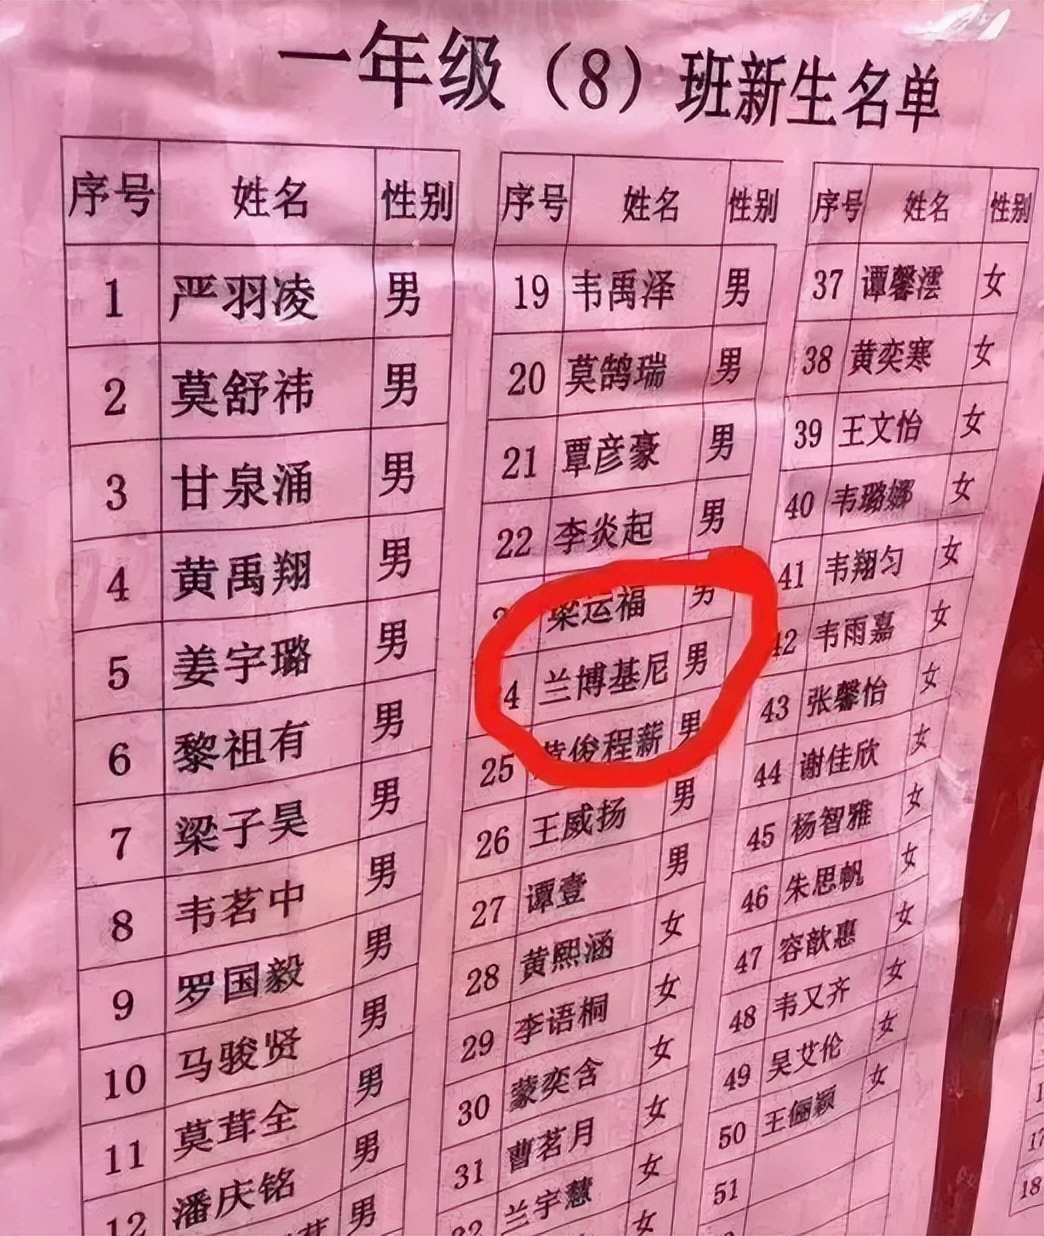 一年级（8）班新生名单
序号 姓名 性别
1 严羽凌 男
2 莫舒祎 男
3 甘泉涌 男
4 黄禹翔 男
5 姜宇璐 男
6 黎祖有 男
7 梁子昊 男
8 韦茗中 男
9 罗国毅 男
10 马骏贤 男
11 莫茸全 男
12 潘庆铭 男
男
序号 姓名 性别
19 韦禹泽 男
20 莫鹄瑞 男
21 覃彦豪 男
22 李炎起 男
梁运福 男
24 兰博基尼 男
25 俊程薪 男
26 王威扬 男
27 谭壹 男
28 黄熙涵 女
29 李语桐 女
30 蒙奕含 女
31 曹茗月 女
兰宇慧 女
女
序号 姓名 性别
37 谭馨澐 女
38 黄奕寒 女
39 王文怡 女
40 韦璐娜 女
41 韦翔匀 女
42 韦雨嘉 女
43 张馨怡 女
44 谢佳欣 女
45 杨智雅 女
46 朱思帆 女
47 容歆惠 女
48 韦又齐 女
49 吴艾伦 女
50 王俪颖 女
51
17
18